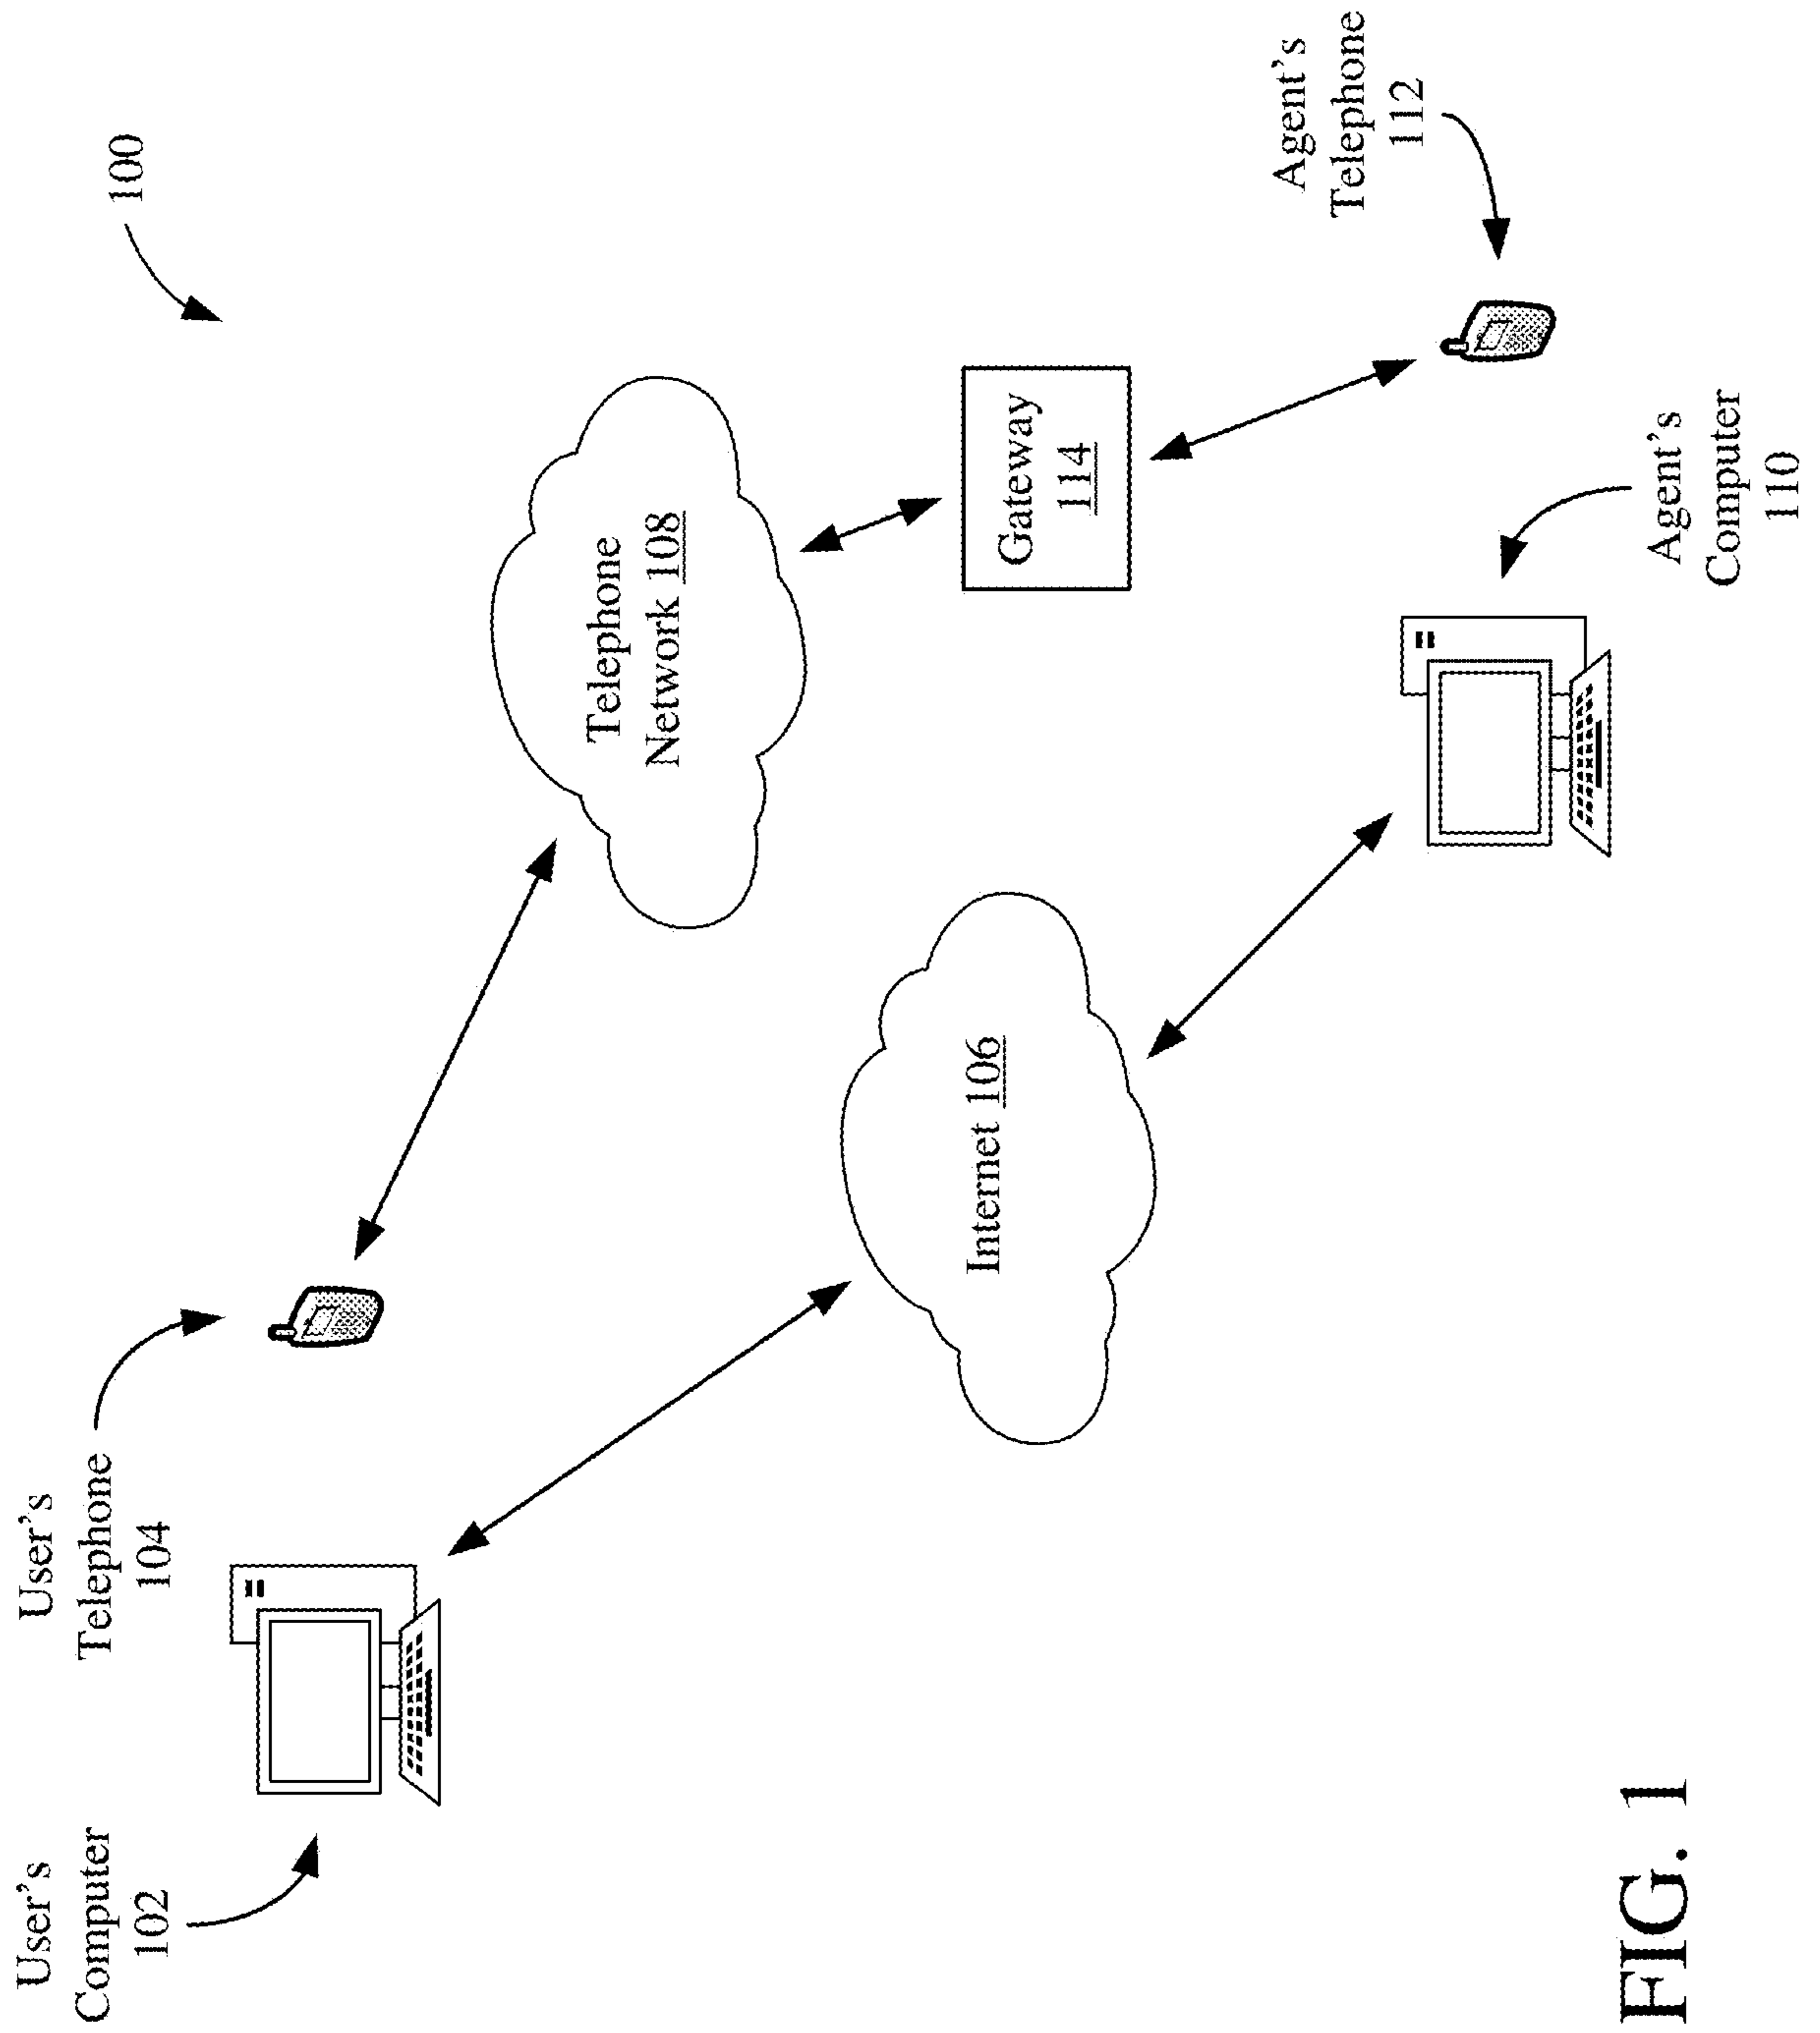 User's
Computer
102
User's
Telephone
104
100
Telephone
Network 108
Internet 106
Gateway
114
Agent's
Telephone
112
Agent's
Computer
110
FIG. 1